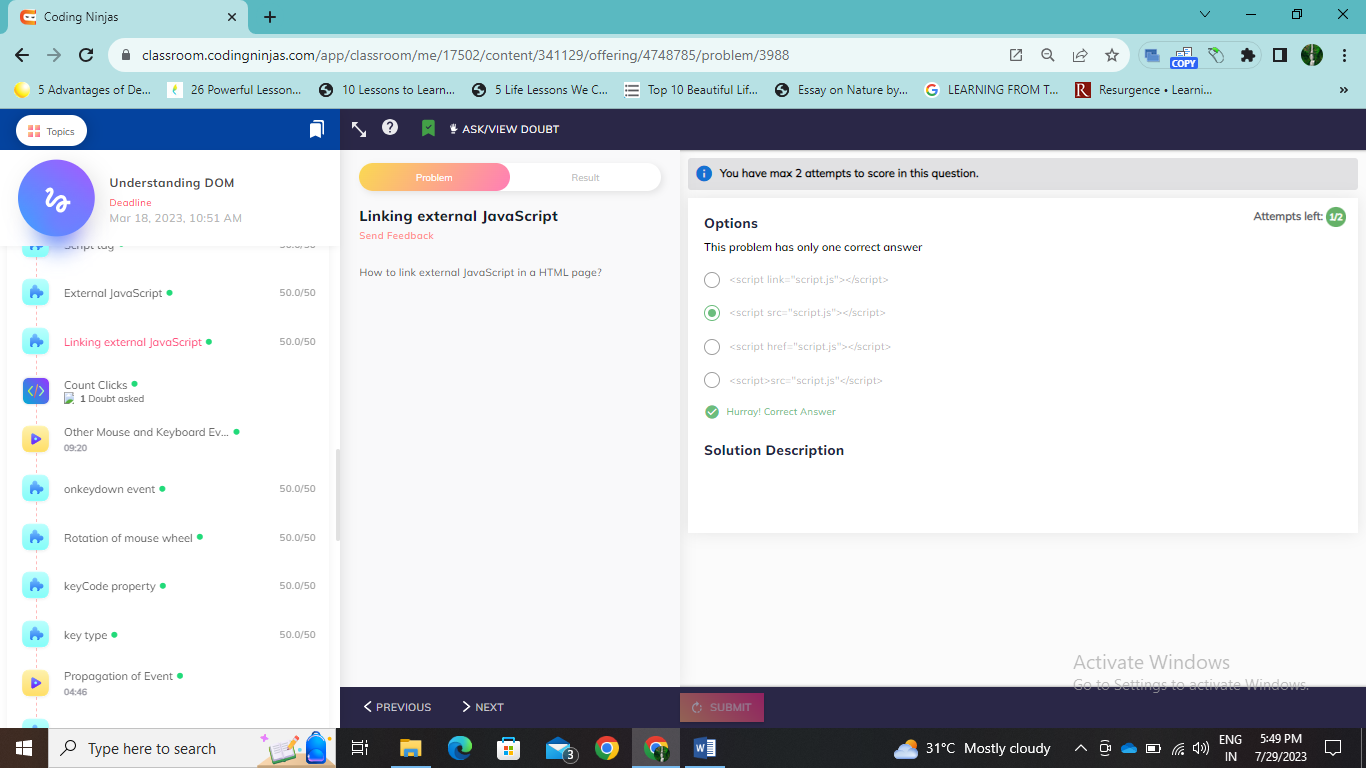 Coding Ninjas
classroom.codingninjas.com/app/classroom/me/17502/content/341129/offering/4748785/problem/3988
COPY
5 Advantages of De...
26 Powerful Lesson...
10 Lessons to Learn...
5 Life Lessons We C...
Top 10 Beautiful Lif...
Essay on Nature by...
LEARNING FROM T...
Resurgence • Learni...
Topics
ASK/VIEW DOUBT
Understanding DOM
Deadline
Mar 18, 2023, 10:51 AM
Script tag
50.0/50
External JavaScript
50.0/50
Linking external JavaScript
50.0/50
Count Clicks
1 Doubt asked
Other Mouse and Keyboard Ev...
09:20
onkeydown event
50.0/50
Rotation of mouse wheel
50.0/50
keyCode property
50.0/50
key type
50.0/50
Propagation of Event
04:46
Problem
Result
Linking external JavaScript
Send Feedback
How to link external JavaScript in a HTML page?
PREVIOUS
NEXT
You have max 2 attempts to score in this question.
Options
Attempts left: 1/2
This problem has only one correct answer
<script link="script.js"></script>
<script src="script.js"></script>
<script href="script.js"></script>
<script>src="script.js"</script>
Hurray! Correct Answer
Solution Description
SUBMIT
Activate Windows
Go to Settings to activate Windows.
Type here to search
3
31°C Mostly cloudy
ENG
IN
5:49 PM
7/29/2023